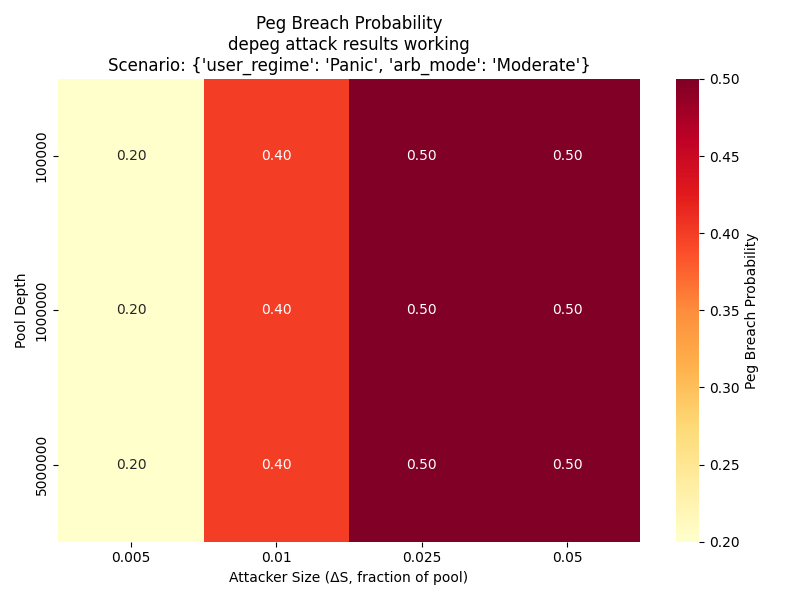 Peg Breach Probability
depeg attack results working
Scenario: {'user_regime': 'Panic', 'arb_mode': 'Moderate'}
Pool Depth
100000
1000000
5000000
0.20 0.40 0.50 0.50
0.20 0.40 0.50 0.50
0.20 0.40 0.50 0.50
0.005 0.01 0.025 0.05
Attacker Size (ΔS, fraction of pool)
0.50
0.45
0.40
0.35
0.30
0.25
0.20
Peg Breach Probability